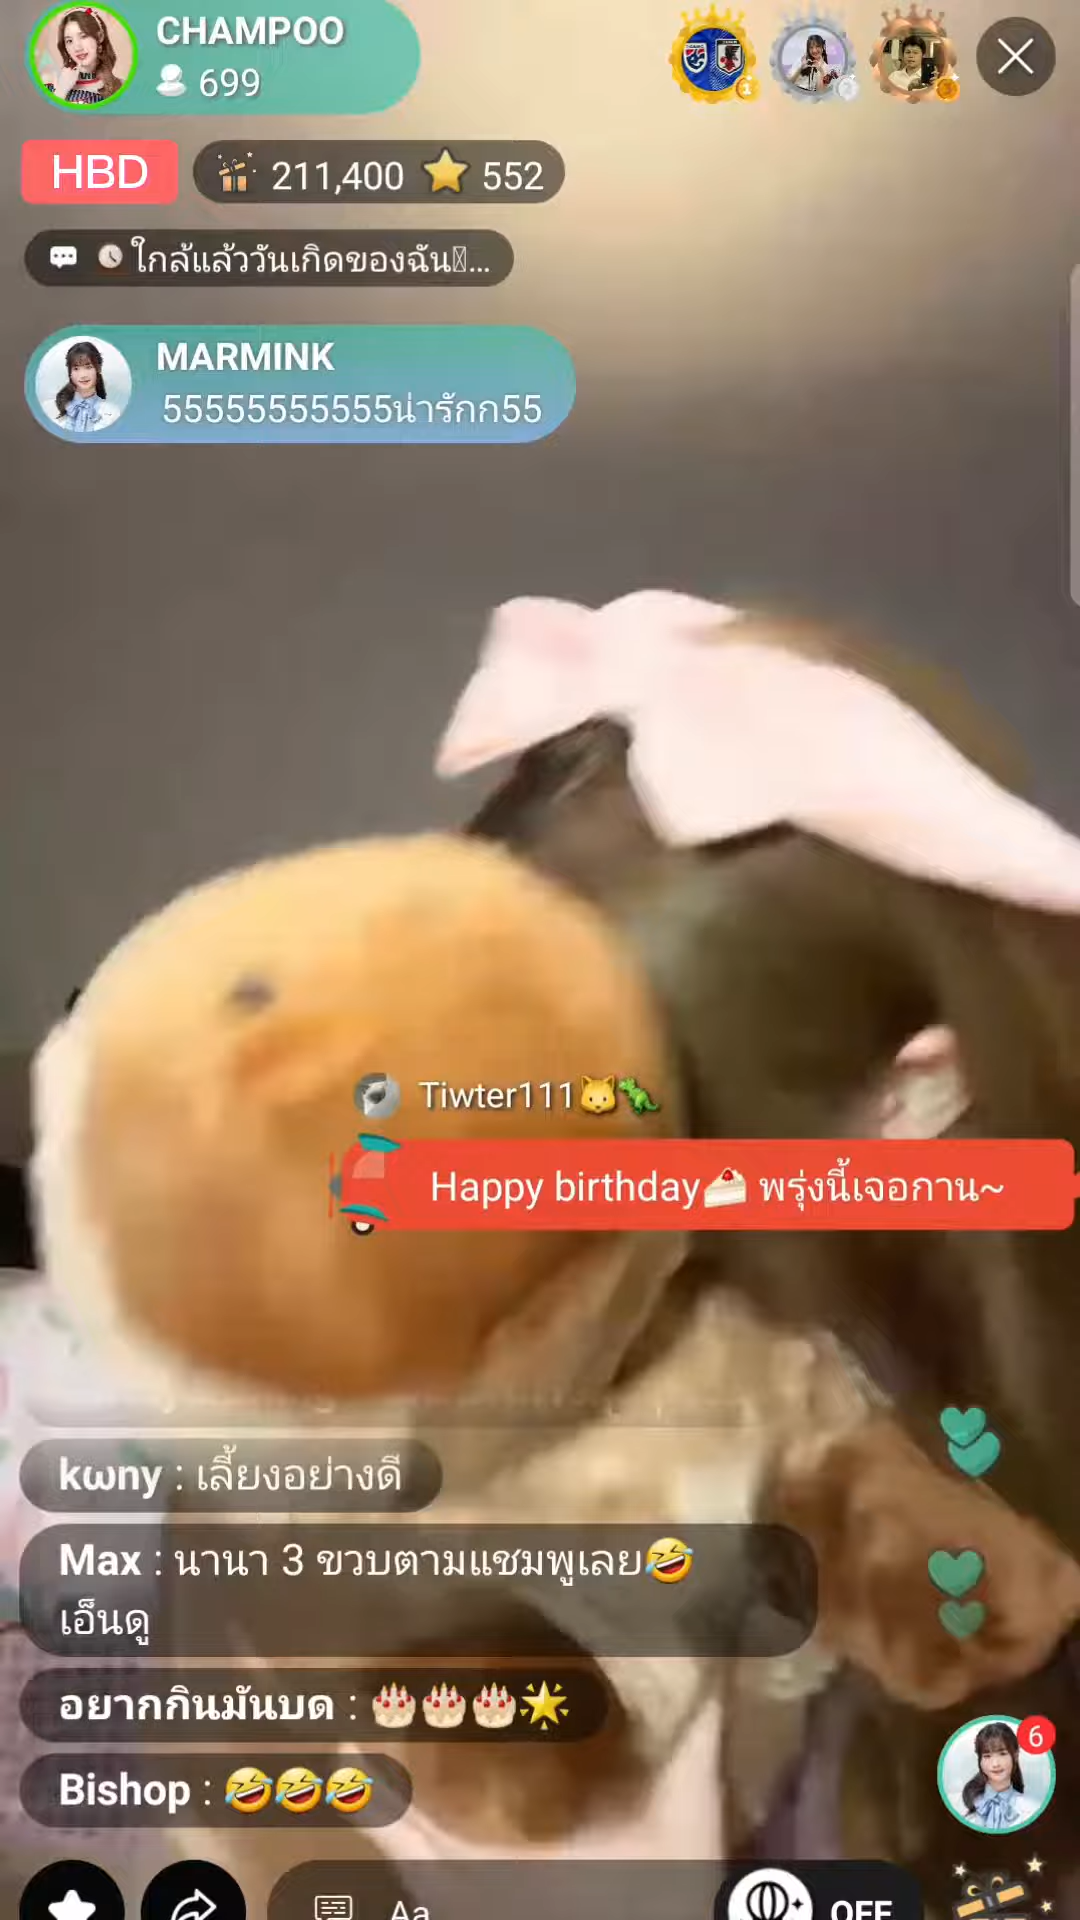 CHAMPOO
699
HBD
211,400 552
ใกล้แล้ววันเกิดของฉัน...
MARMINK
55555555555น่ารักก55
Tiwter111
Happy birthday🍰 พรุ่งนี้เจอกาน~
kωny : เลี้ยงอย่างดี
Max : นานา 3 ขวบตามแชมพูเลย🤣
เอ็นดู
อยากกินมันบด : 🎂🎂🎂🌟
Bishop : 🤣🤣🤣
6
Aa
OFF